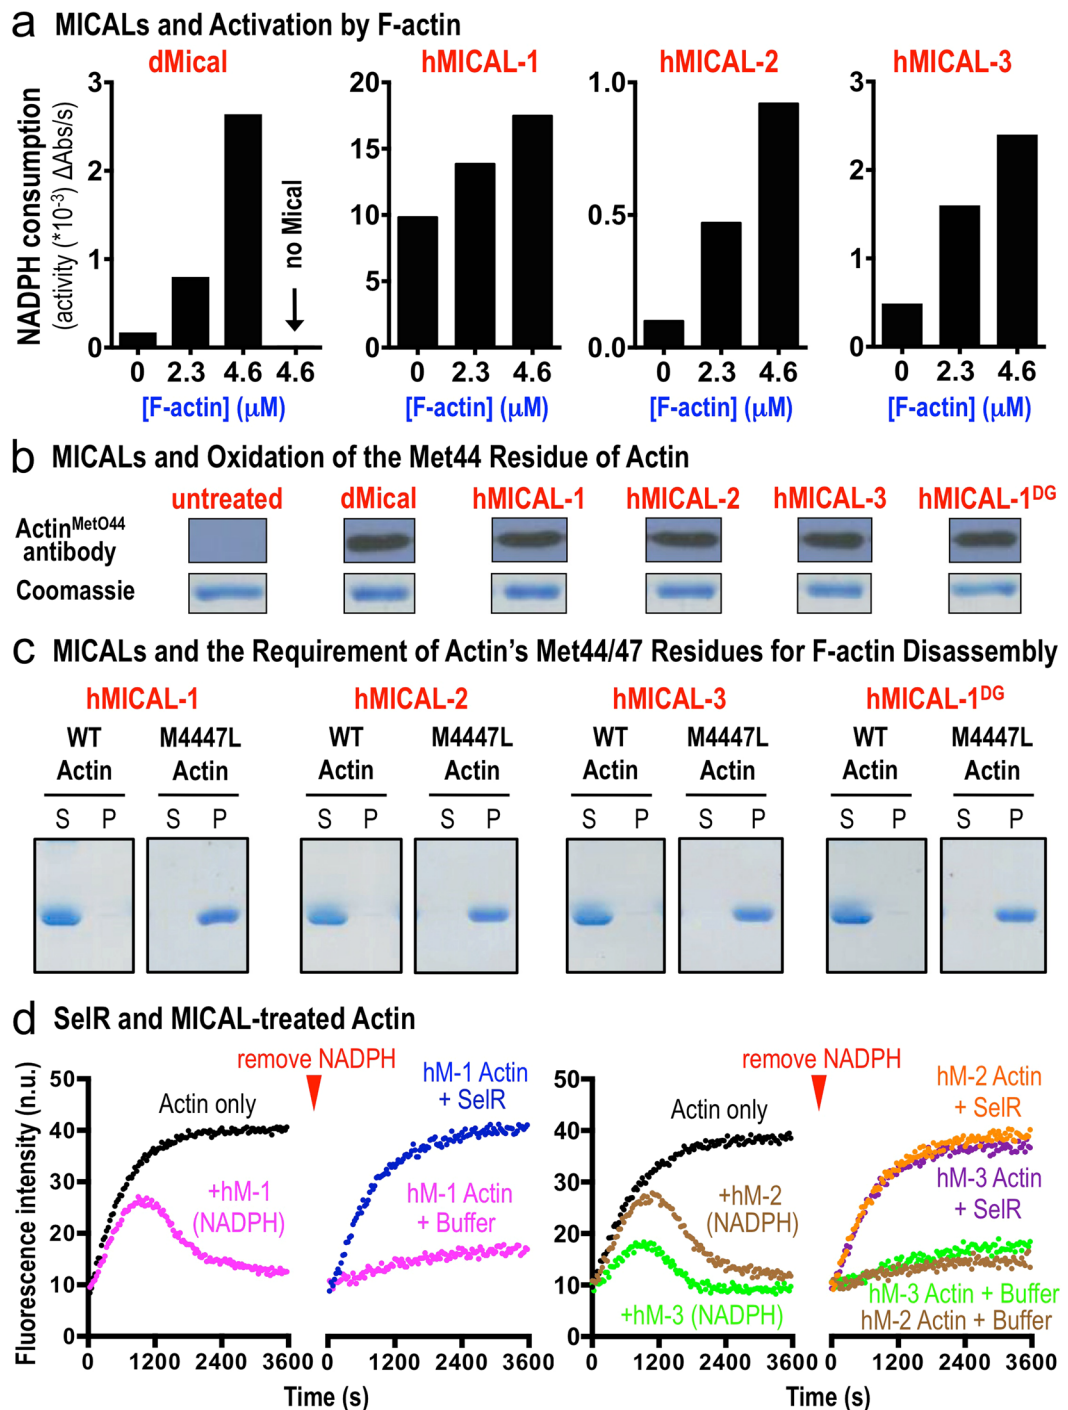 a MICALs and Activation by F-actin
dMical hMICAL-1 hMICAL-2 hMICAL-3
NADPH consumption
(activity (*10-3) ΔAbs/s)
3 2 1 0
20 15 10 5 0
1.0 0.5 0.0
3 2 1 0
no Mical
0 2.3 4.6 4.6 0 2.3 4.6 0 2.3 4.6 0 2.3 4.6
[F-actin] (μM) [F-actin] (μM) [F-actin] (μM) [F-actin] (μM)
b MICALs and Oxidation of the Met44 Residue of Actin
untreated dMical hMICAL-1 hMICAL-2 hMICAL-3 hMICAL-1DG
ActinMetO44
antibody
Coomassie
c MICALs and the Requirement of Actin's Met44/47 Residues for F-actin Disassembly
hMICAL-1 hMICAL-2 hMICAL-3 hMICAL-1DG
WT M4447L WT M4447L WT M4447L WT M4447L
Actin Actin Actin Actin Actin Actin Actin Actin
S P S P S P S P S P S P S P S P
d SelR and MICAL-treated Actin
Fluorescence intensity (n.u.)
50 40 30 20 10 0
remove NADPH
Actin only
+hM-1
(NADPH)
hM-1 Actin
+ SelR
hM-1 Actin
+ Buffer
0 1200 2400 3600 0 1200 2400 3600
Time (s)
50 40 30 20 10 0
remove NADPH
Actin only
+hM-2
(NADPH)
+hM-3 (NADPH)
hM-2 Actin
+ SelR
hM-3 Actin
+ SelR
hM-3 Actin + Buffer
hM-2 Actin + Buffer
0 1200 2400 3600 0 1200 2400 3600
Time (s)